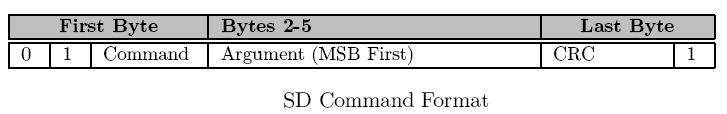 First Byte Bytes 2-5 Last Byte
0 1 Command Argument (MSB First) CRC 1
SD Command Format